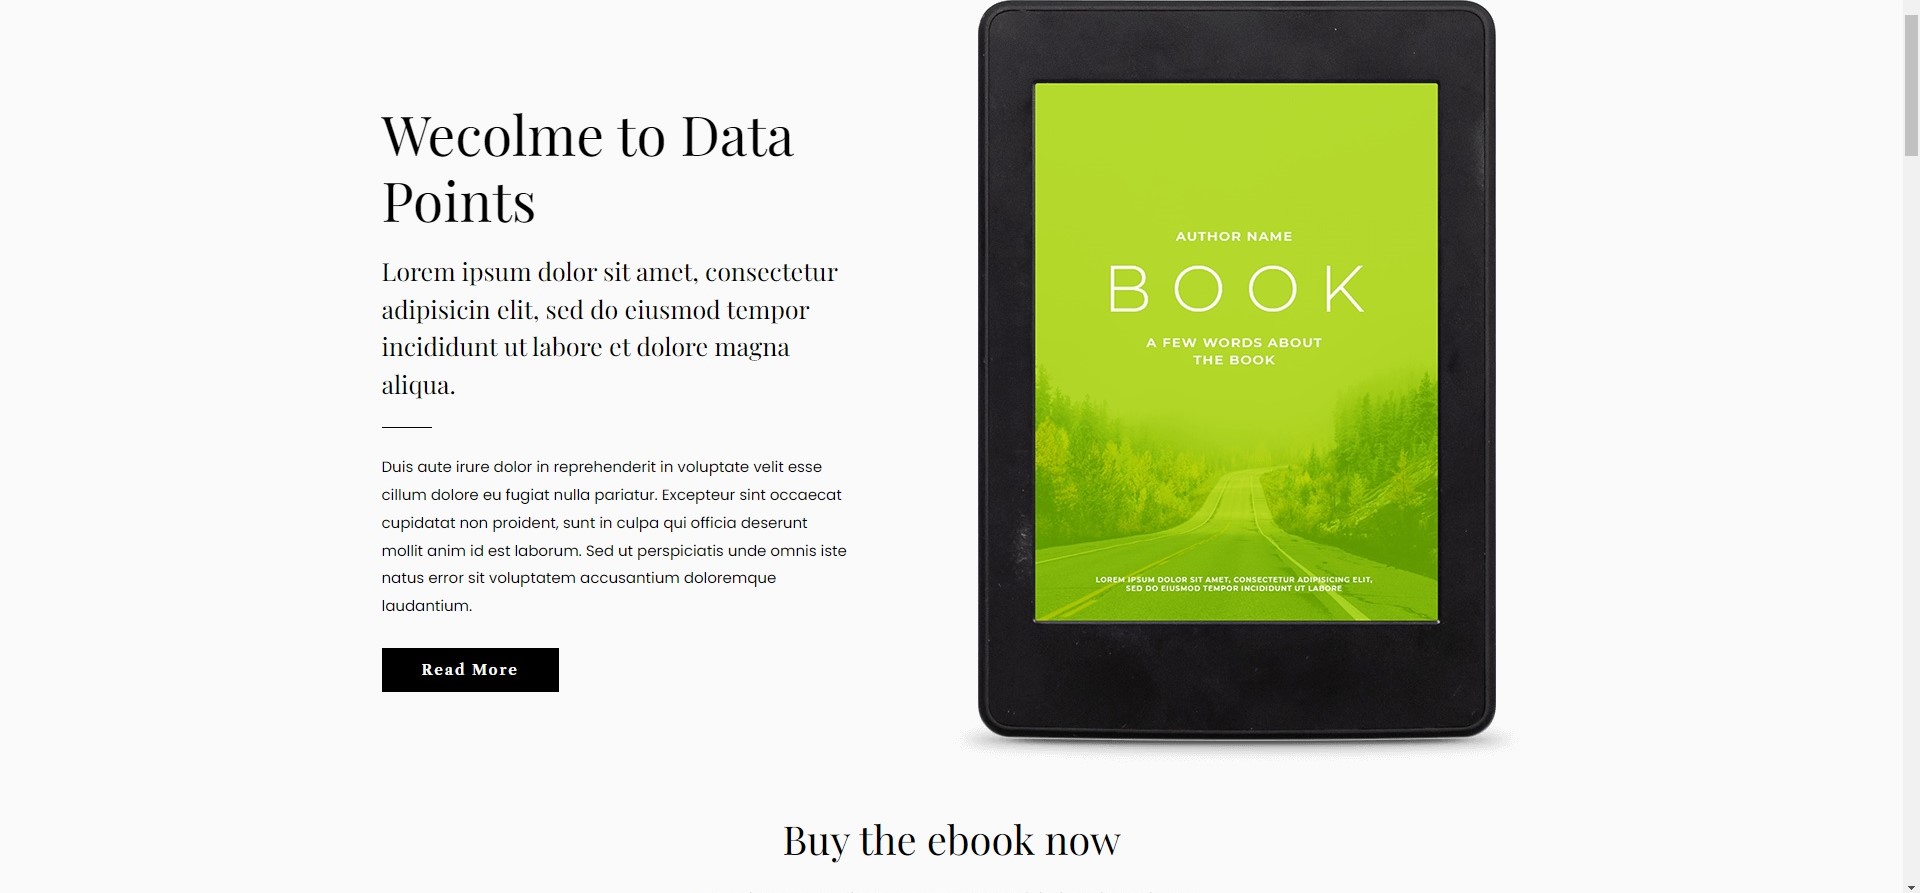 Wecolme to Data
Points
Lorem ipsum dolor sit amet, consectetur
adipisicin elit, sed do eiusmod tempor
incididunt ut labore et dolore magna
aliqua.
Duis aute irure dolor in reprehenderit in voluptate velit esse
cillum dolore eu fugiat nulla pariatur. Excepteur sint occaecat
cupidatat non proident, sunt in culpa qui officia deserunt
mollit anim id est laborum. Sed ut perspiciatis unde omnis iste
natus error sit voluptatem accusantium doloremque
laudantium.
Read More
AUTHOR NAME
BOOK
A FEW WORDS ABOUT
THE BOOK
LOREM IPSUM DOLOR SIT AMET, CONSECTETUR ADIPISICING ELIT,
SED DO EIUSMOD TEMPOR INCIDIDUNT UT LABORE
Buy the ebook now